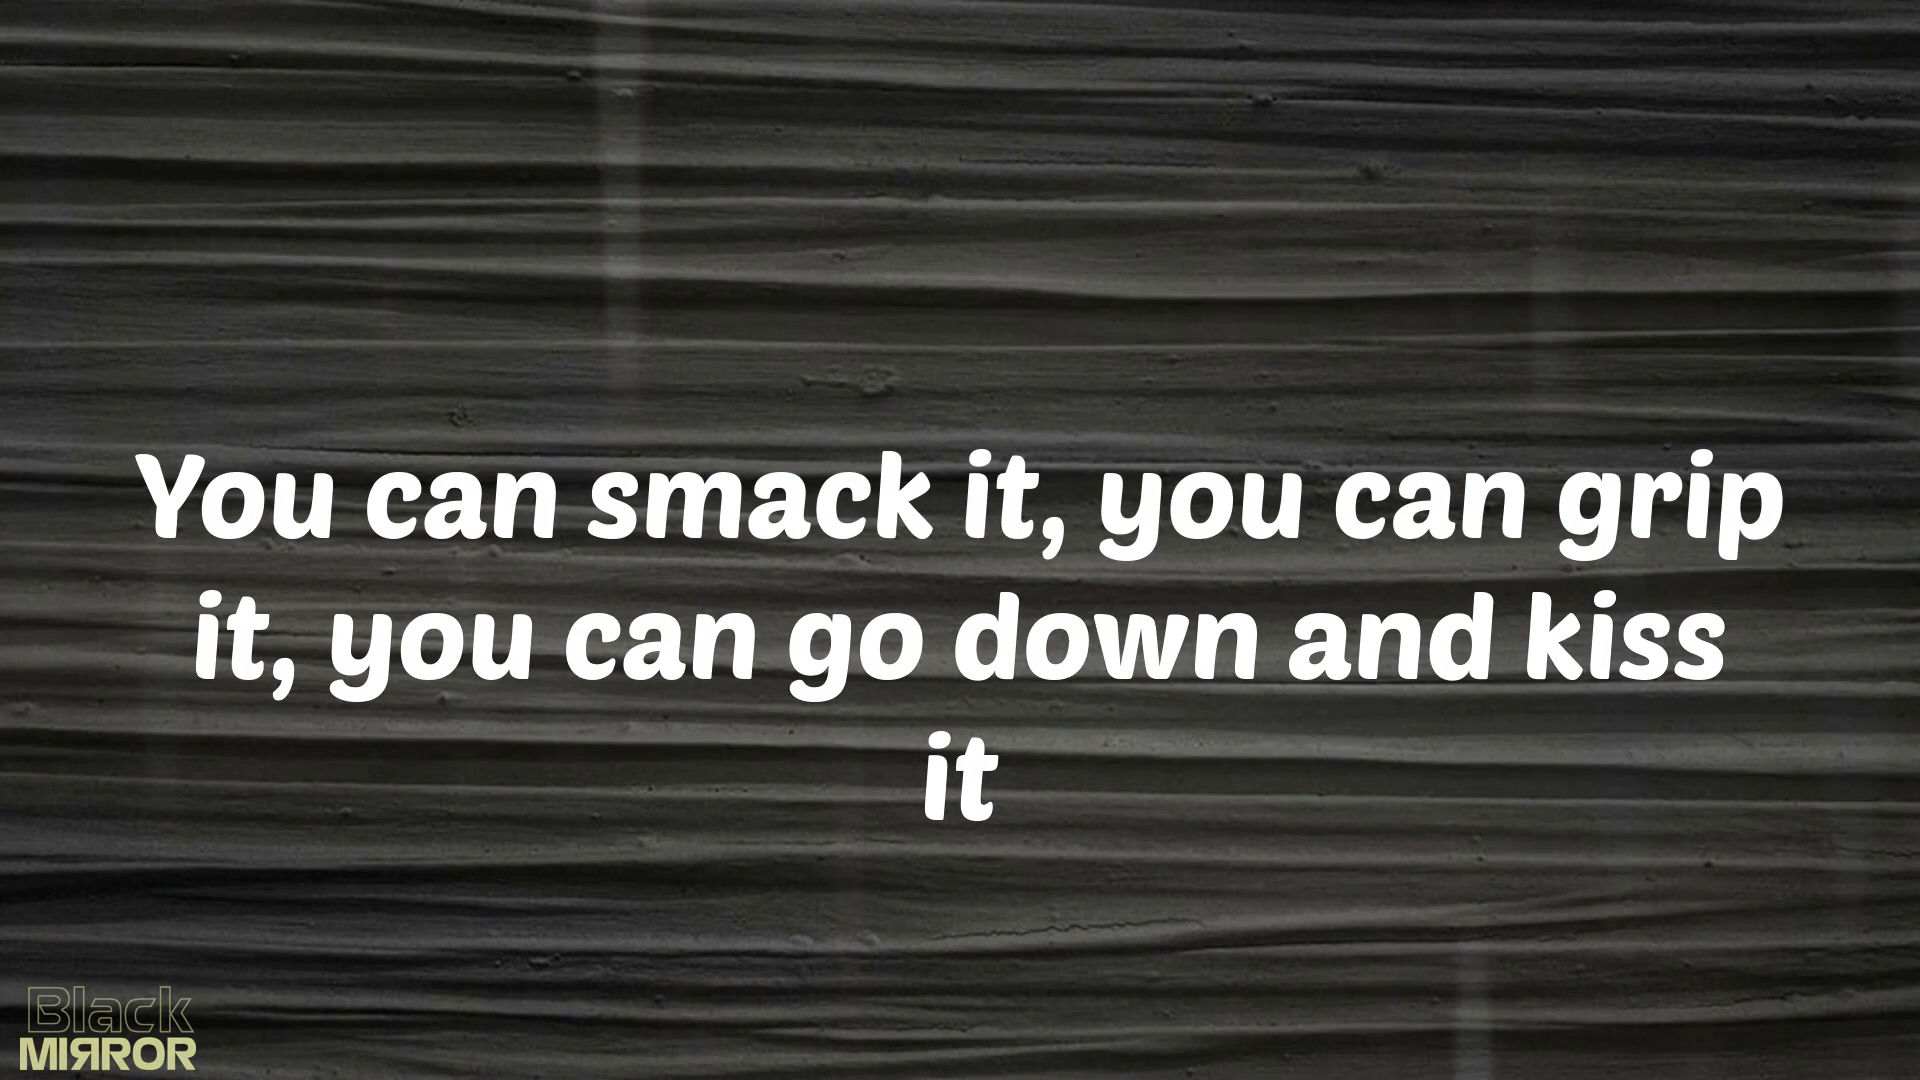 You can smack it, you can grip
it, you can go down and kiss
it
Black
MIRROR